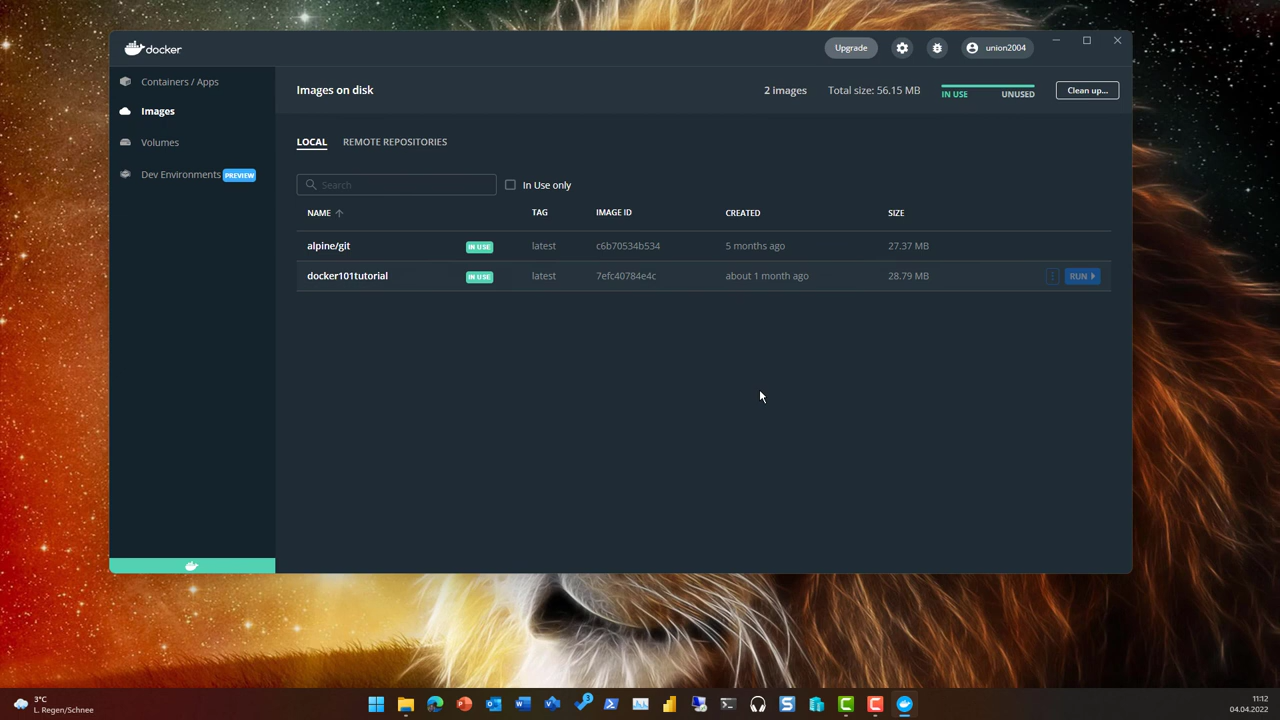 docker
Upgrade
union2004
Containers / Apps
Images
Volumes
Dev Environments PREVIEW
Images on disk
2 images
Total size: 56.15 MB
IN USE
UNUSED
Clean up...
LOCAL
REMOTE REPOSITORIES
Search
In Use only
NAME TAG IMAGE ID CREATED SIZE
alpine/git IN USE latest c6b70534b534 5 months ago 27.37 MB
docker101tutorial IN USE latest 7efc40784e4c about 1 month ago 28.79 MB RUN
3°C
L. Regen/Schnee
3
11:12
04.04.2022